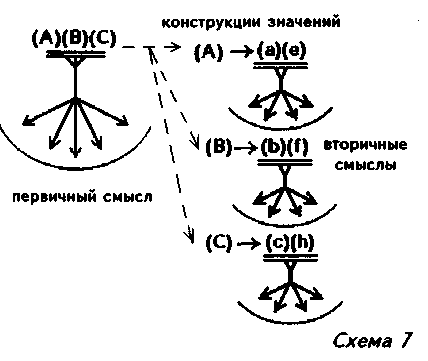 конструкции значений
(A)(B)(C)
(A) → (a)(e)
(B) → (b)(f)
вторичные
смыслы
первичный смысл
(C) → (c)(h)
Схема 7